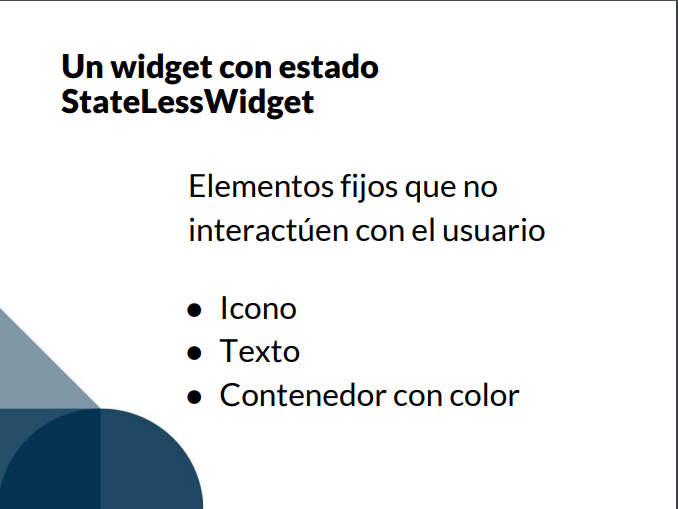 Un widget con estado
StateLessWidget
Elementos fijos que no
interactúen con el usuario
● Icono
● Texto
● Contenedor con color